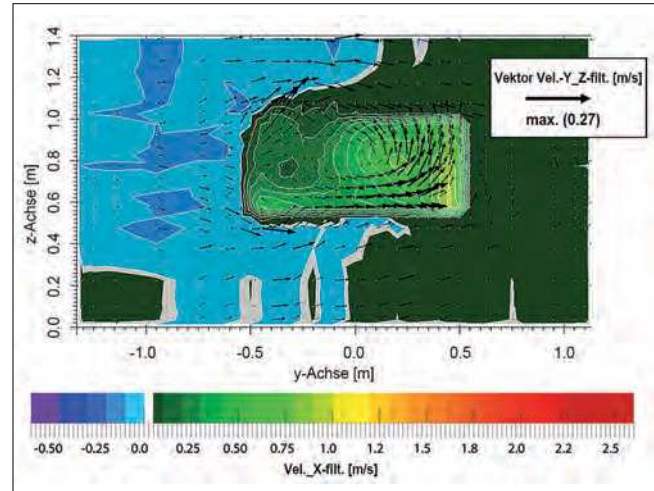 1.4
1.2
1.0
0.8
0.6
0.4
0.2
0.0
z-Achse [m]
Vektor Vel.-Y_Z-filt. [m/s]
max. (0.27)
-1.0 -0.5 0.0 0.5 1.0
y-Achse [m]
-0.50 -0.25 -0.0 0.25 0.50 0.75 1.0 1.2 1.5 1.8 2.0 2.2 2.5
Vel._X-filt. [m/s]